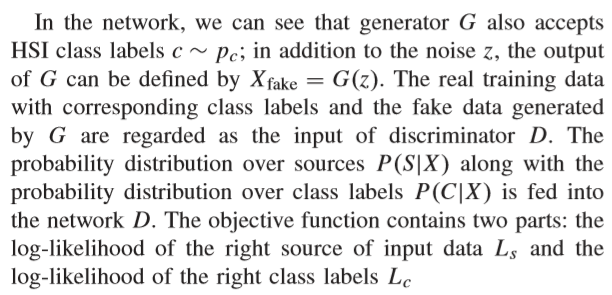 In the network, we can see that generator G also accepts
HSI class labels c ∼ p_c; in addition to the noise z, the output
of G can be defined by X_fake = G(z). The real training data
with corresponding class labels and the fake data generated
by G are regarded as the input of discriminator D. The
probability distribution over sources P(S|X) along with the
probability distribution over class labels P(C|X) is fed into
the network D. The objective function contains two parts: the
log-likelihood of the right source of input data L_s and the
log-likelihood of the right class labels L_c